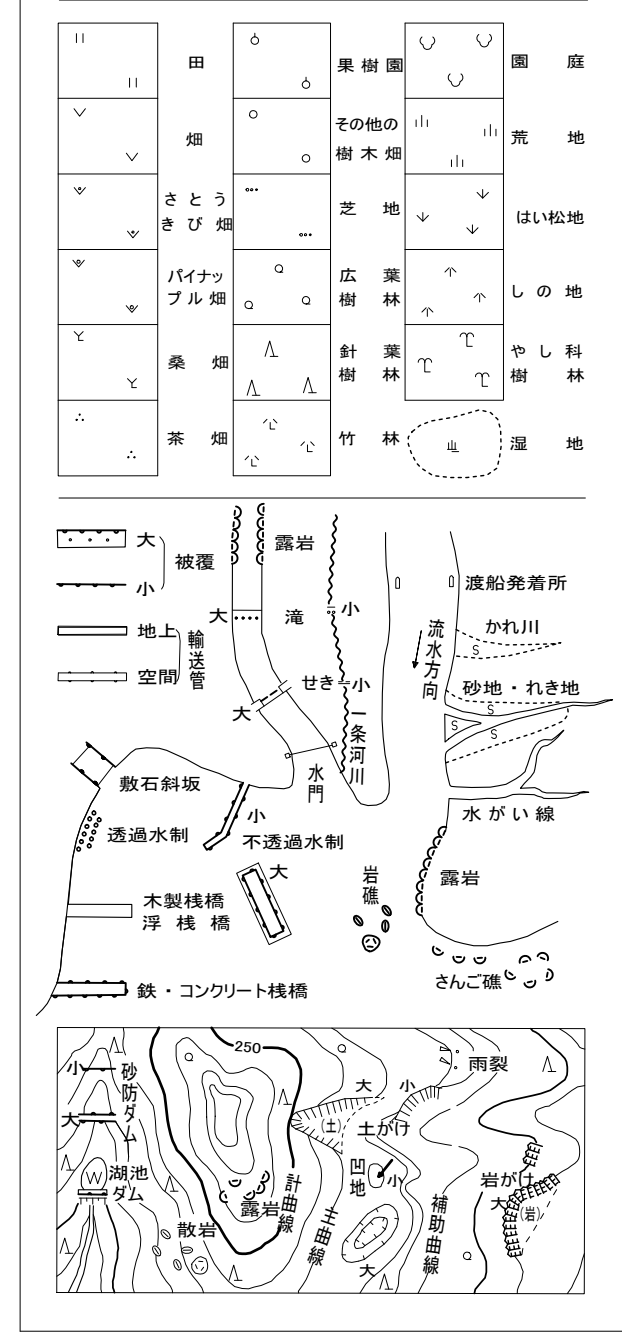 田
果樹園
園庭
畑
その他の
樹木畑
荒地
さとう
きび畑
芝地
はい松地
パイナッ
プル畑
広葉
樹林
しの地
桑畑
針葉
樹林
やし科
樹林
茶畑
竹林
湿地
大
小
被覆
地上
空間
輸送管
露岩
大
滝
小
せき
小
大
一条河川
水門
渡船発着所
流水方向
かれ川
S
砂地・れき地
S
S
S
水がい線
敷石斜坂
透過水制
小
不透過水制
木製桟橋
浮桟橋
大
岩礁
露岩
さんご礁
鉄・コンクリート桟橋
小
砂防ダム
大
湖池
ダム
W
250
散岩
露岩
計曲線
主曲線
大
小
(土)
土がけ
凹地
小
大
補助曲線
雨裂
岩がけ
大
(岩)